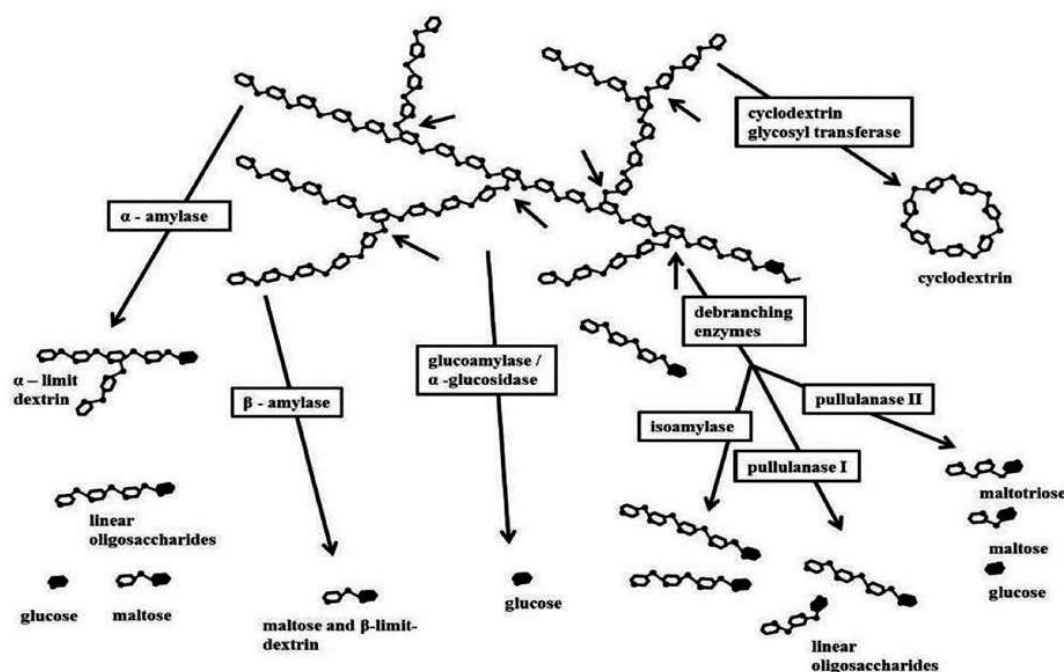 cyclodextrin
glycosyl transferase
α - amylase
cyclodextrin
debranching
enzymes
glucoamylase /
α -glucosidase
α – limit
dextrin
β - amylase
pullulanase II
isoamylase
pullulanase I
maltotriose
linear
oligosaccharides
maltose
glucose
glucose
maltose
maltose and β-limit-
dextrin
glucose
linear
oligosaccharides